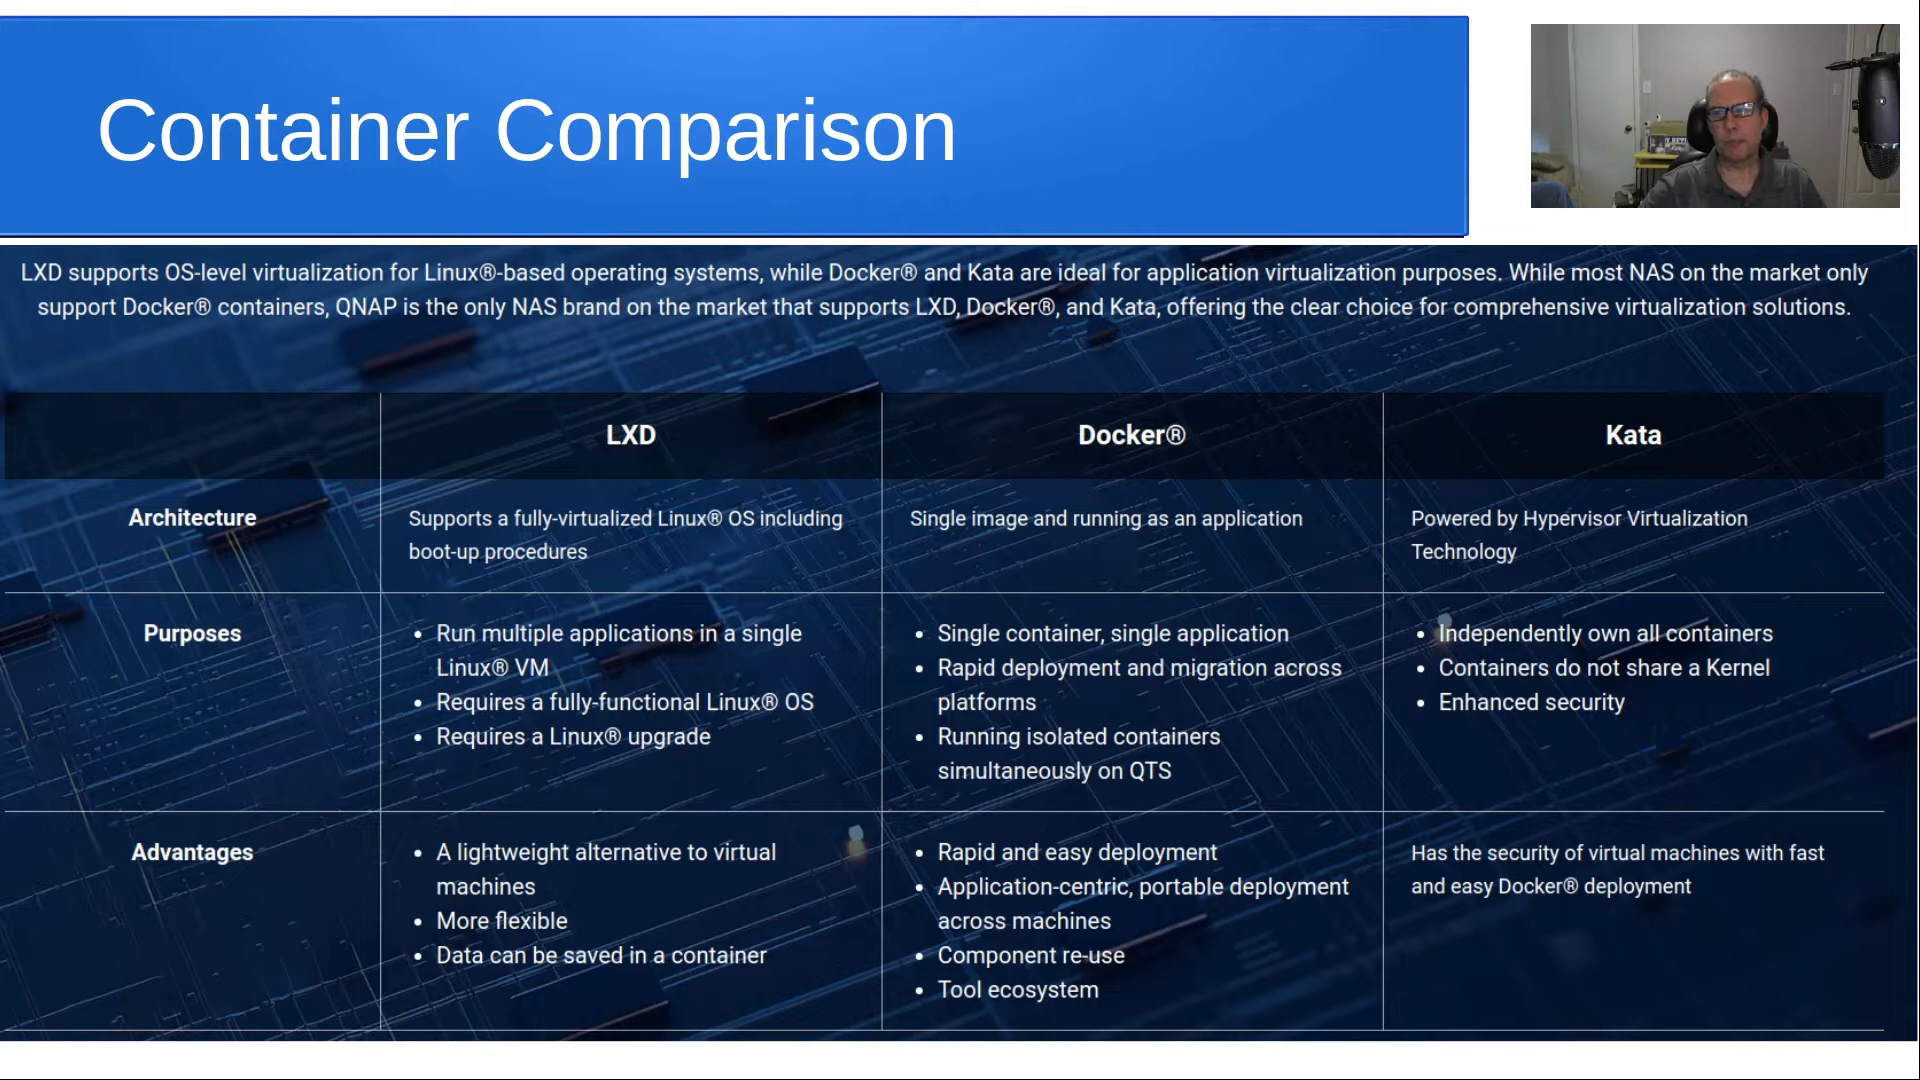 Container Comparison
LXD supports OS-level virtualization for Linux®-based operating systems, while Docker® and Kata are ideal for application virtualization purposes. While most NAS on the market only
support Docker® containers, QNAP is the only NAS brand on the market that supports LXD, Docker®, and Kata, offering the clear choice for comprehensive virtualization solutions.
LXD
Docker®
Kata
Architecture
Supports a fully-virtualized Linux® OS including
boot-up procedures
Single image and running as an application
Powered by Hypervisor Virtualization
Technology
Purposes
• Run multiple applications in a single
Linux® VM
• Requires a fully-functional Linux® OS
• Requires a Linux® upgrade
• Single container, single application
• Rapid deployment and migration across
platforms
• Running isolated containers
simultaneously on QTS
• Independently own all containers
• Containers do not share a Kernel
• Enhanced security
Advantages
• A lightweight alternative to virtual
machines
• More flexible
• Data can be saved in a container
• Rapid and easy deployment
• Application-centric, portable deployment
across machines
• Component re-use
• Tool ecosystem
Has the security of virtual machines with fast
and easy Docker® deployment